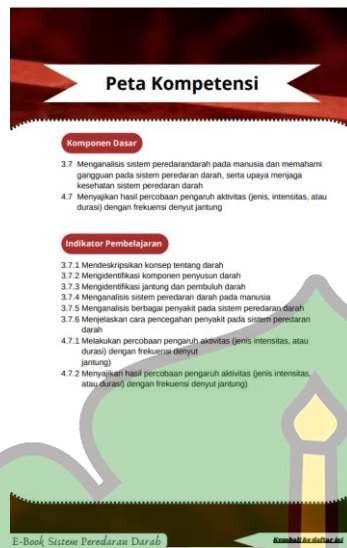 Peta Kompetensi
Komponen Dasar
3.7 Menganalisis sistem peredarandarah pada manusia dan memahami
gangguan pada sistem peredaran darah, serta upaya menjaga
kesehatan sistem peredaran darah
4.7 Menyajikan hasil percobaan pengaruh aktivitas (jenis, intensitas, atau
durasi) dengan frekuensi denyut jantung
Indikator Pembelajaran
3.7.1 Mendeskripsikan konsep tentang darah
3.7.2 Mengidentifikasi komponen penyusun darah
3.7.3 Mengidentifikasi jantung dan pembuluh darah
3.7.4 Menganalisis sistem peredaran darah pada manusia
3.7.5 Menganalisis berbagai penyakit pada sistem peredaran darah
3.7.6 Menjelaskan cara pencegahan penyakit pada sistem peredaran
darah
4.7.1 Melakukan percobaan pengaruh aktivitas (jenis intensitas, atau
durasi) dengan frekuensi denyut
jantung)
4.7.2 Menyajikan hasil percobaan pengaruh aktivitas (jenis intensitas,
atau durasi) dengan frekuensi denyut jantung)
E-Book Sistem Peredaran Darah
Kembali ke daftar isi